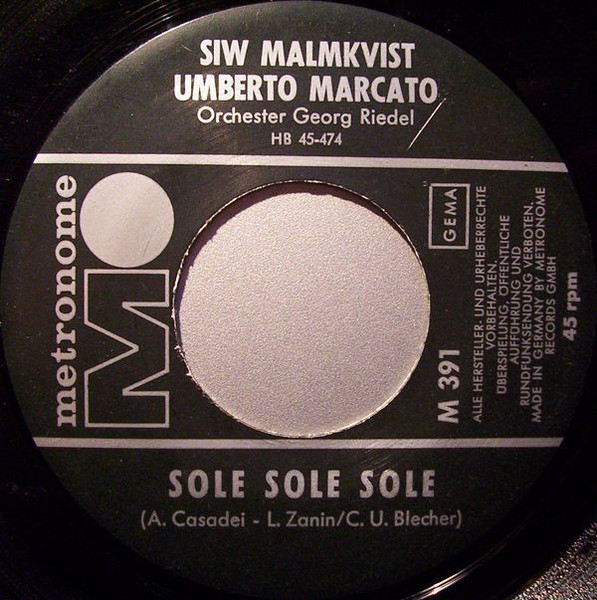 SIW MALMKVIST
UMBERTO MARCATO
Orchester Georg Riedel
HB 45-474
metronome
M
GEMA
M 391
ALLE HERSTELLER-UND URHEBERRECHTE
VORBEHALTEN.
ÜBERSPIELUNG, ÖFFENTLICHE
AUFFÜHRUNG UND
RUNDFUNKSENDUNG VERBOTEN.
MADE IN GERMANY BY METRONOME
RECORDS GMBH
45 rpm
SOLE SOLE SOLE
(A. Casadei - L. Zanin/C. U. Blecher)